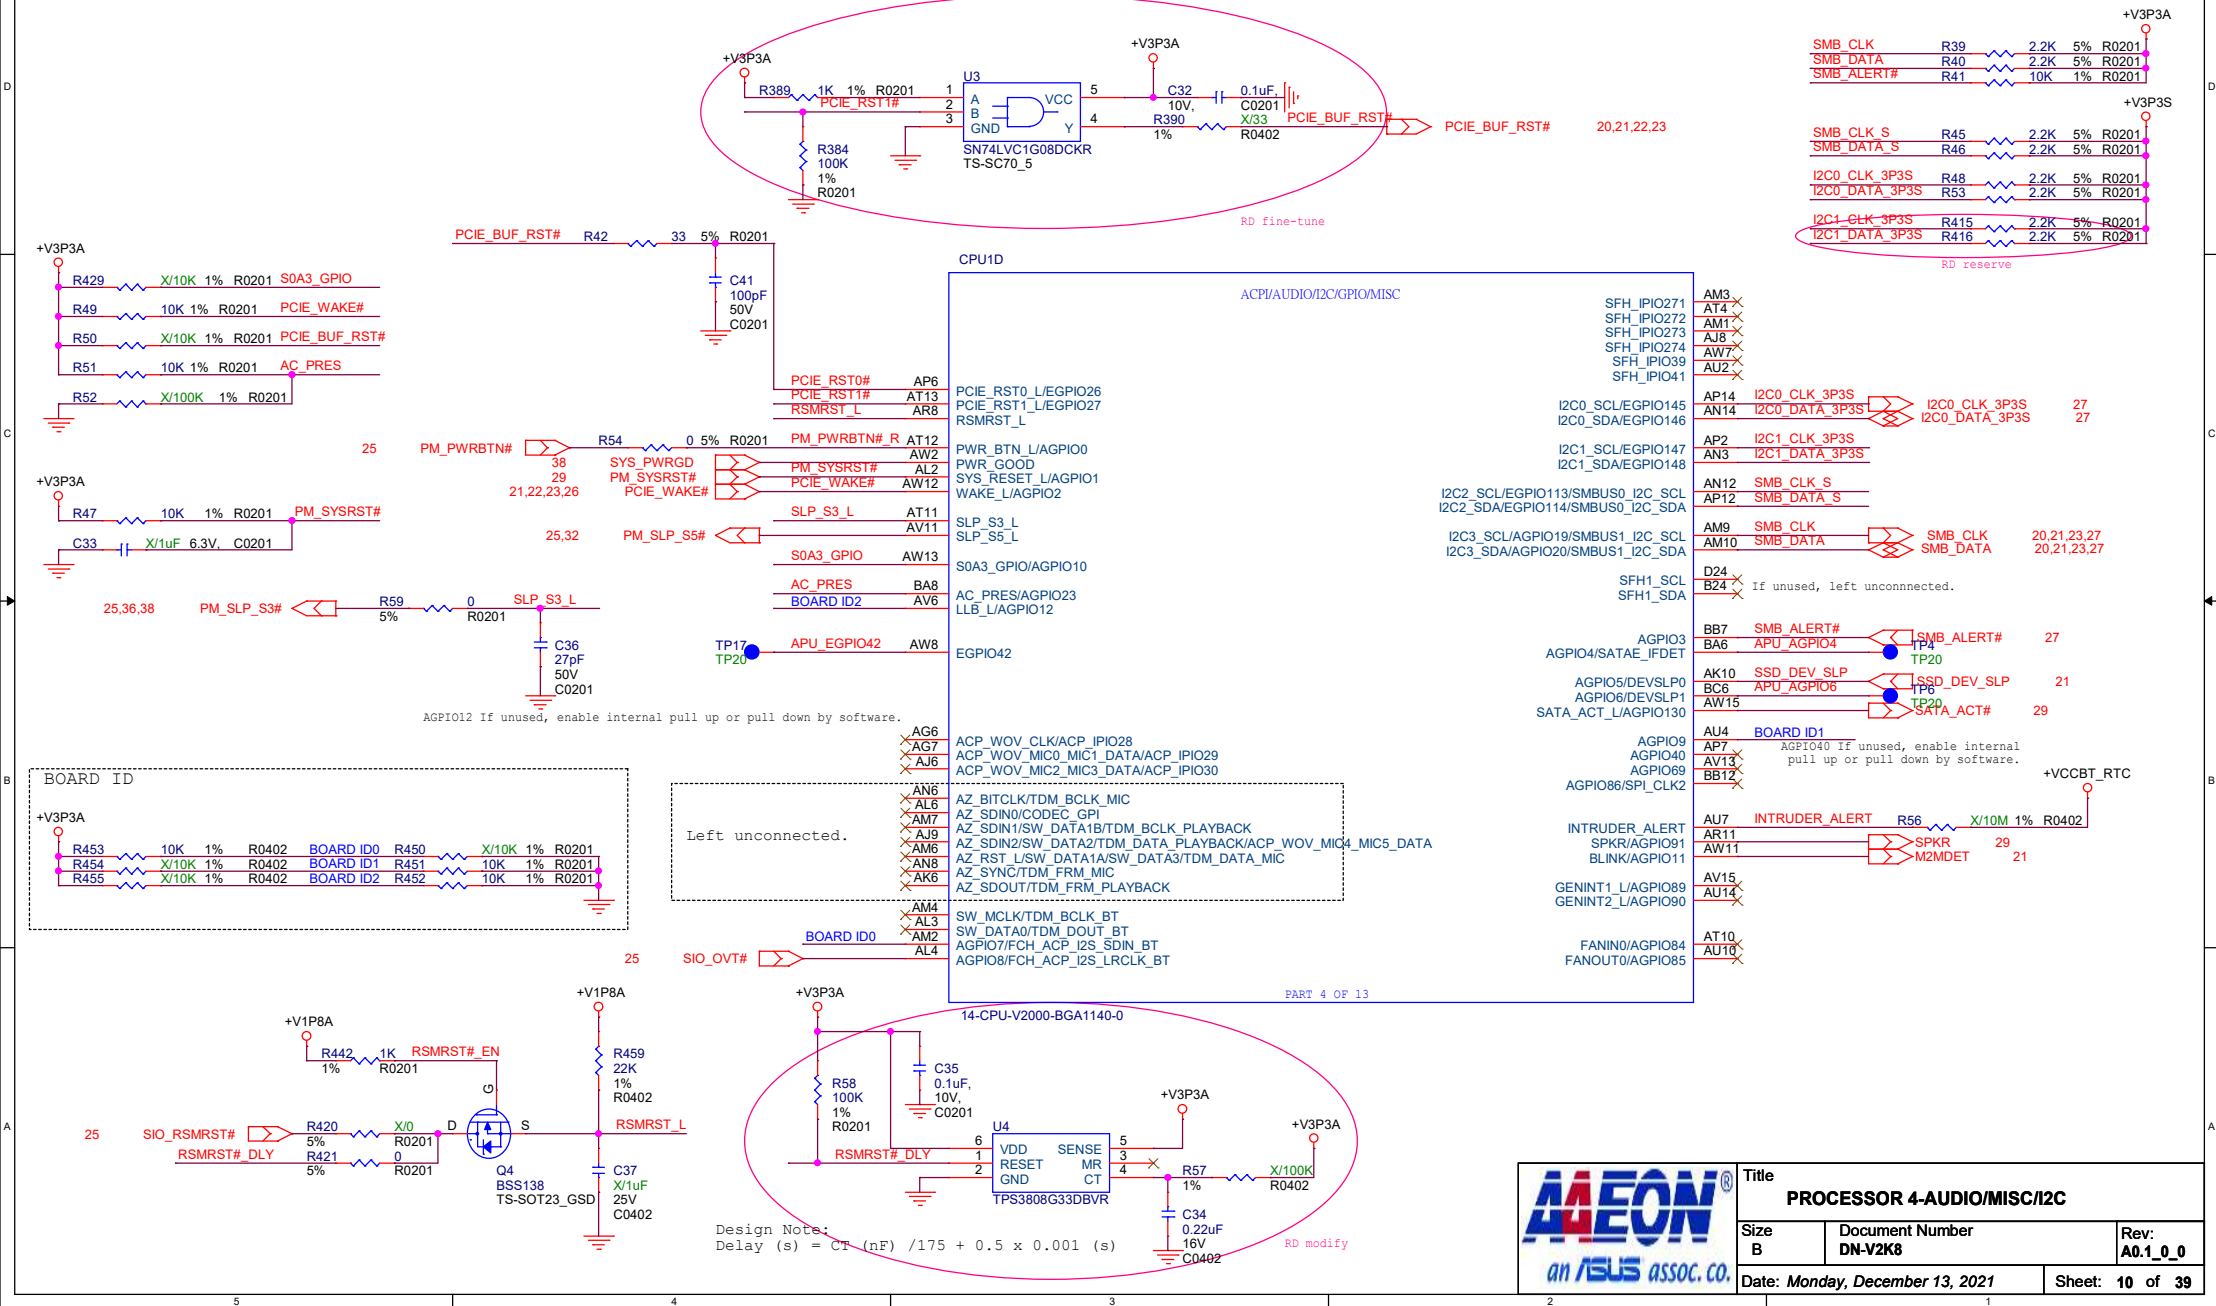 +V3P3A
R389 1K 1% R0201
PCIE_RST1#
U3
1 A
2 B
3 GND
VCC 5
Y 4
SN74LVC1G08DCKR
TS-SC70_5
R384
100K
1%
R0201
+V3P3A
C32 0.1uF,
10V, C0201
R390 X/33 PCIE_BUF_RST#
1% R0402
PCIE_BUF_RST# 20,21,22,23
RD fine-tune
+V3P3A
SMB_CLK R39 2.2K 5% R0201
SMB_DATA R40 2.2K 5% R0201
SMB_ALERT# R41 10K 1% R0201
+V3P3S
SMB_CLK_S R45 2.2K 5% R0201
SMB_DATA_S R46 2.2K 5% R0201
I2C0_CLK_3P3S R48 2.2K 5% R0201
I2C0_DATA_3P3S R53 2.2K 5% R0201
I2C1_CLK_3P3S R415 2.2K 5% R0201
I2C1_DATA_3P3S R416 2.2K 5% R0201
RD reserve
PCIE_BUF_RST# R42 33 5% R0201
C41
100pF
50V
C0201
+V3P3A
R429 X/10K 1% R0201 S0A3_GPIO
R49 10K 1% R0201 PCIE_WAKE#
R50 X/10K 1% R0201 PCIE_BUF_RST#
R51 10K 1% R0201 AC_PRES
R52 X/100K 1% R0201
+V3P3A
R47 10K 1% R0201 PM_SYSRST#
C33 X/1uF 6.3V, C0201
25,36,38 PM_SLP_S3# R59 0 SLP_S3_L
5% R0201
C36
27pF
50V
C0201
CPU1D
ACPI/AUDIO/I2C/GPIO/MISC
PCIE_RST0# AP6 PCIE_RST0_L/EGPIO26
PCIE_RST1# AT13 PCIE_RST1_L/EGPIO27
RSMRST_L AR8 RSMRST_L
25 PM_PWRBTN# R54 0 5% R0201 PM_PWRBTN#_R AT12 PWR_BTN_L/AGPIO0
38 SYS_PWRGD AW2 PWR_GOOD
29 PM_SYSRST# PM_SYSRST# AL2 SYS_RESET_L/AGPIO1
21,22,23,26 PCIE_WAKE# PCIE_WAKE# AW12 WAKE_L/AGPIO2
SLP_S3_L AT11 SLP_S3_L
25,32 PM_SLP_S5# AV11 SLP_S5_L
S0A3_GPIO AW13 S0A3_GPIO/AGPIO10
AC_PRES BA8 AC_PRES/AGPIO23
BOARD ID2 AV6 LLB_L/AGPIO12
TP17 APU_EGPIO42 AW8 EGPIO42
TP20
AGPIO12 If unused, enable internal pull up or pull down by software.
AG6 ACP_WOV_CLK/ACP_IPIO28
AG7 ACP_WOV_MIC0_MIC1_DATA/ACP_IPIO29
AJ6 ACP_WOV_MIC2_MIC3_DATA/ACP_IPIO30
Left unconnected.
AN6 AZ_BITCLK/TDM_BCLK_MIC
AL6 AZ_SDIN0/CODEC_GPI
AM7 AZ_SDIN1/SW_DATA1B/TDM_BCLK_PLAYBACK
AJ9 AZ_SDIN2/SW_DATA2/TDM_DATA_PLAYBACK/ACP_WOV_MIC4_MIC5_DATA
AM6 AZ_RST_L/SW_DATA1A/SW_DATA3/TDM_DATA_MIC
AN8 AZ_SYNC/TDM_FRM_MIC
AK6 AZ_SDOUT/TDM_FRM_PLAYBACK
AM4 SW_MCLK/TDM_BCLK_BT
AL3 SW_DATA0/TDM_DOUT_BT
BOARD ID0 AM2 AGPIO7/FCH_ACP_I2S_SDIN_BT
25 SIO_OVT# AL4 AGPIO8/FCH_ACP_I2S_LRCLK_BT
SFH_IPIO271 AM3
SFH_IPIO272 AT4
SFH_IPIO273 AM1
SFH_IPIO274 AJ8
SFH_IPIO39 AW7
SFH_IPIO41 AU2
I2C0_SCL/EGPIO145 AP14 I2C0_CLK_3P3S I2C0_CLK_3P3S 27
I2C0_SDA/EGPIO146 AN14 I2C0_DATA_3P3S I2C0_DATA_3P3S 27
I2C1_SCL/EGPIO147 AP2 I2C1_CLK_3P3S
I2C1_SDA/EGPIO148 AN3 I2C1_DATA_3P3S
I2C2_SCL/EGPIO113/SMBUS0_I2C_SCL AN12 SMB_CLK_S
I2C2_SDA/EGPIO114/SMBUS0_I2C_SDA AP12 SMB_DATA_S
I2C3_SCL/AGPIO19/SMBUS1_I2C_SCL AM9 SMB_CLK SMB_CLK 20,21,23,27
I2C3_SDA/AGPIO20/SMBUS1_I2C_SDA AM10 SMB_DATA SMB_DATA 20,21,23,27
SFH1_SCL D24
SFH1_SDA B24 If unused, left unconnnected.
AGPIO3 BB7 SMB_ALERT# SMB_ALERT# 27
AGPIO4/SATAE_IFDET BA6 APU_AGPIO4 TP4
TP20
AGPIO5/DEVSLP0 AK10 SSD_DEV_SLP SSD_DEV_SLP 21
AGPIO6/DEVSLP1 BC6 APU_AGPIO6 TP6
TP20
SATA_ACT_L/AGPIO130 AW15 SATA_ACT# 29
AGPIO9 AU4 BOARD ID1
AGPIO40 AP7
AGPIO69 AV13
AGPIO86/SPI_CLK2 BB12
AGPIO40 If unused, enable internal
pull up or pull down by software.
+VCCBT_RTC
INTRUDER_ALERT AU7 INTRUDER_ALERT R56 X/10M 1% R0402
SPKR/AGPIO91 AR11 SPKR 29
BLINK/AGPIO11 AW11 M2MDET 21
GENINT1_L/AGPIO89 AV15
GENINT2_L/AGPIO90 AU14
FANIN0/AGPIO84 AT10
FANOUT0/AGPIO85 AU10
PART 4 OF 13
14-CPU-V2000-BGA1140-0
BOARD ID
+V3P3A
R453 10K 1% R0402 BOARD ID0 R450 X/10K 1% R0201
R454 X/10K 1% R0402 BOARD ID1 R451 10K 1% R0201
R455 X/10K 1% R0402 BOARD ID2 R452 10K 1% R0201
+V1P8A
R442 1K RSMRST#_EN
1% R0201
+V1P8A
R459
22K
1%
R0402
G
D S
RSMRST_L
25 SIO_RSMRST# R420 X/0
5% R0201
RSMRST#_DLY R421 0
5% R0201
Q4
BSS138
TS-SOT23_GSD
C37
X/1uF
25V
C0402
+V3P3A
R58
100K
1%
R0201
C35
0.1uF,
10V,
C0201
RSMRST#_DLY
U4
6 VDD
1 RESET
2 GND
SENSE 5
MR 3
CT 4
TPS3808G33DBVR
+V3P3A
+V3P3A
R57 X/100K
1% R0402
C34
0.22uF
16V
C0402
Design Note:
Delay (s) = CT (nF) /175 + 0.5 x 0.001 (s)
RD modify
AAEON®
an ASUS assoc. co.
Title
PROCESSOR 4-AUDIO/MISC/I2C
Size Document Number Rev:
B DN-V2K8 A0.1_0_0
Date: Monday, December 13, 2021 Sheet: 10 of 39
D
C
B
A
D
C
B
A
5 4 3 2 1